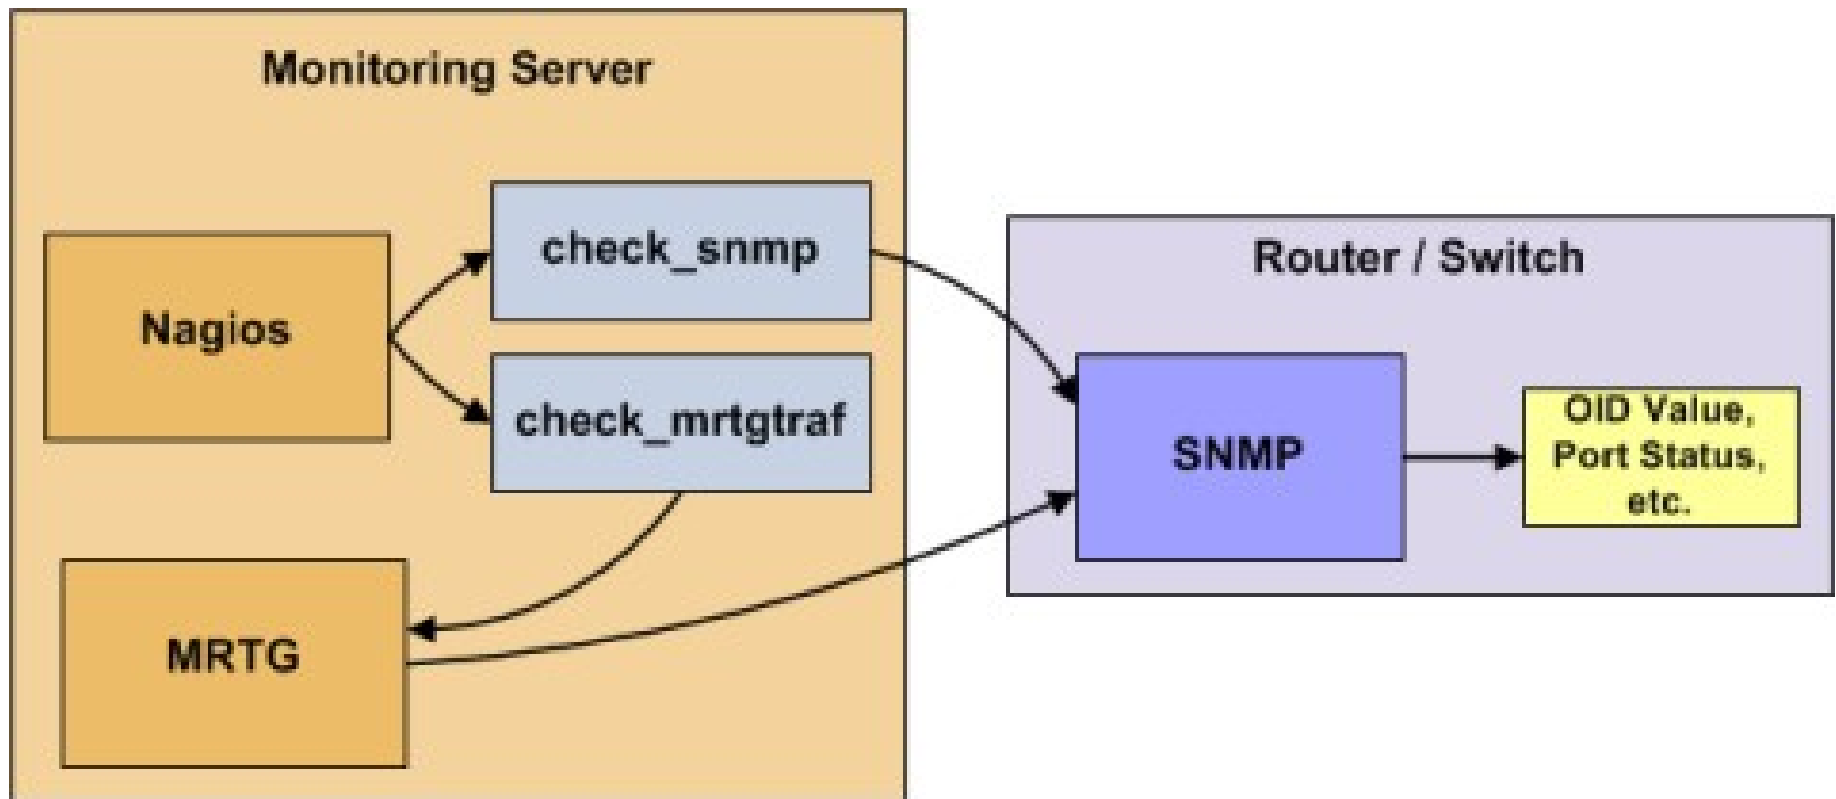 Monitoring Server
check_snmp
Nagios
check_mrtgtraf
MRTG
Router / Switch
SNMP
OID Value,
Port Status,
etc.